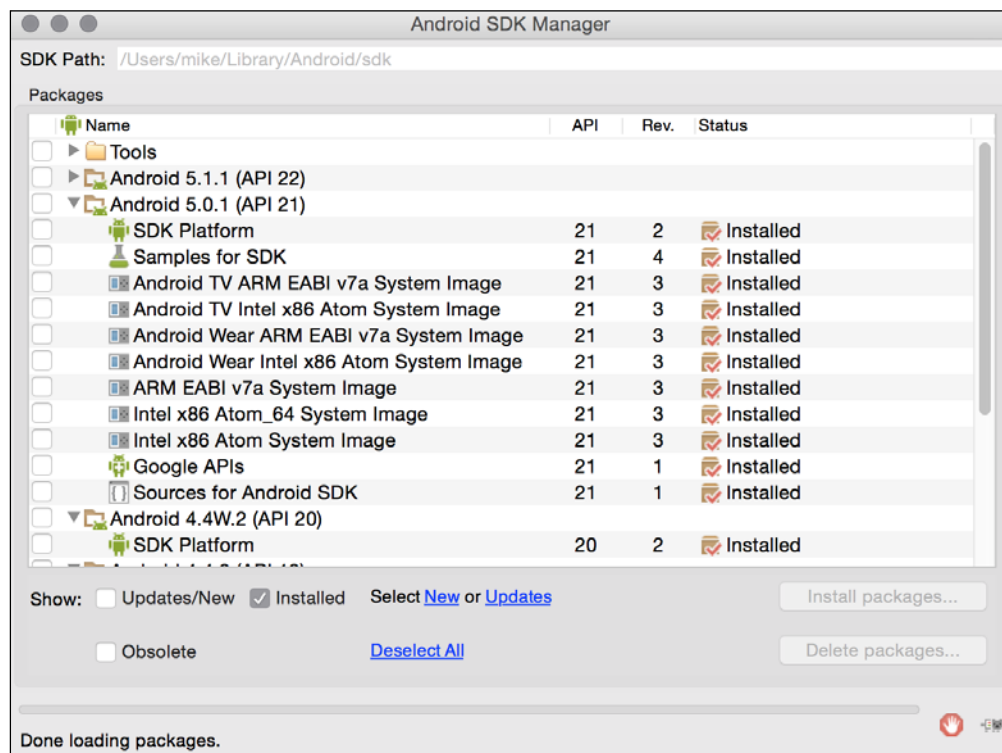 Android SDK Manager
SDK Path: /Users/mike/Library/Android/sdk
Packages
Name API Rev. Status
Tools
Android 5.1.1 (API 22)
Android 5.0.1 (API 21)
SDK Platform 21 2 Installed
Samples for SDK 21 4 Installed
Android TV ARM EABI v7a System Image 21 3 Installed
Android TV Intel x86 Atom System Image 21 3 Installed
Android Wear ARM EABI v7a System Image 21 3 Installed
Android Wear Intel x86 Atom System Image 21 3 Installed
ARM EABI v7a System Image 21 3 Installed
Intel x86 Atom_64 System Image 21 3 Installed
Intel x86 Atom System Image 21 3 Installed
Google APIs 21 1 Installed
Sources for Android SDK 21 1 Installed
Android 4.4W.2 (API 20)
SDK Platform 20 2 Installed
Show: Updates/New Installed Select New or Updates Install packages...
Obsolete Deselect All Delete packages...
Done loading packages.